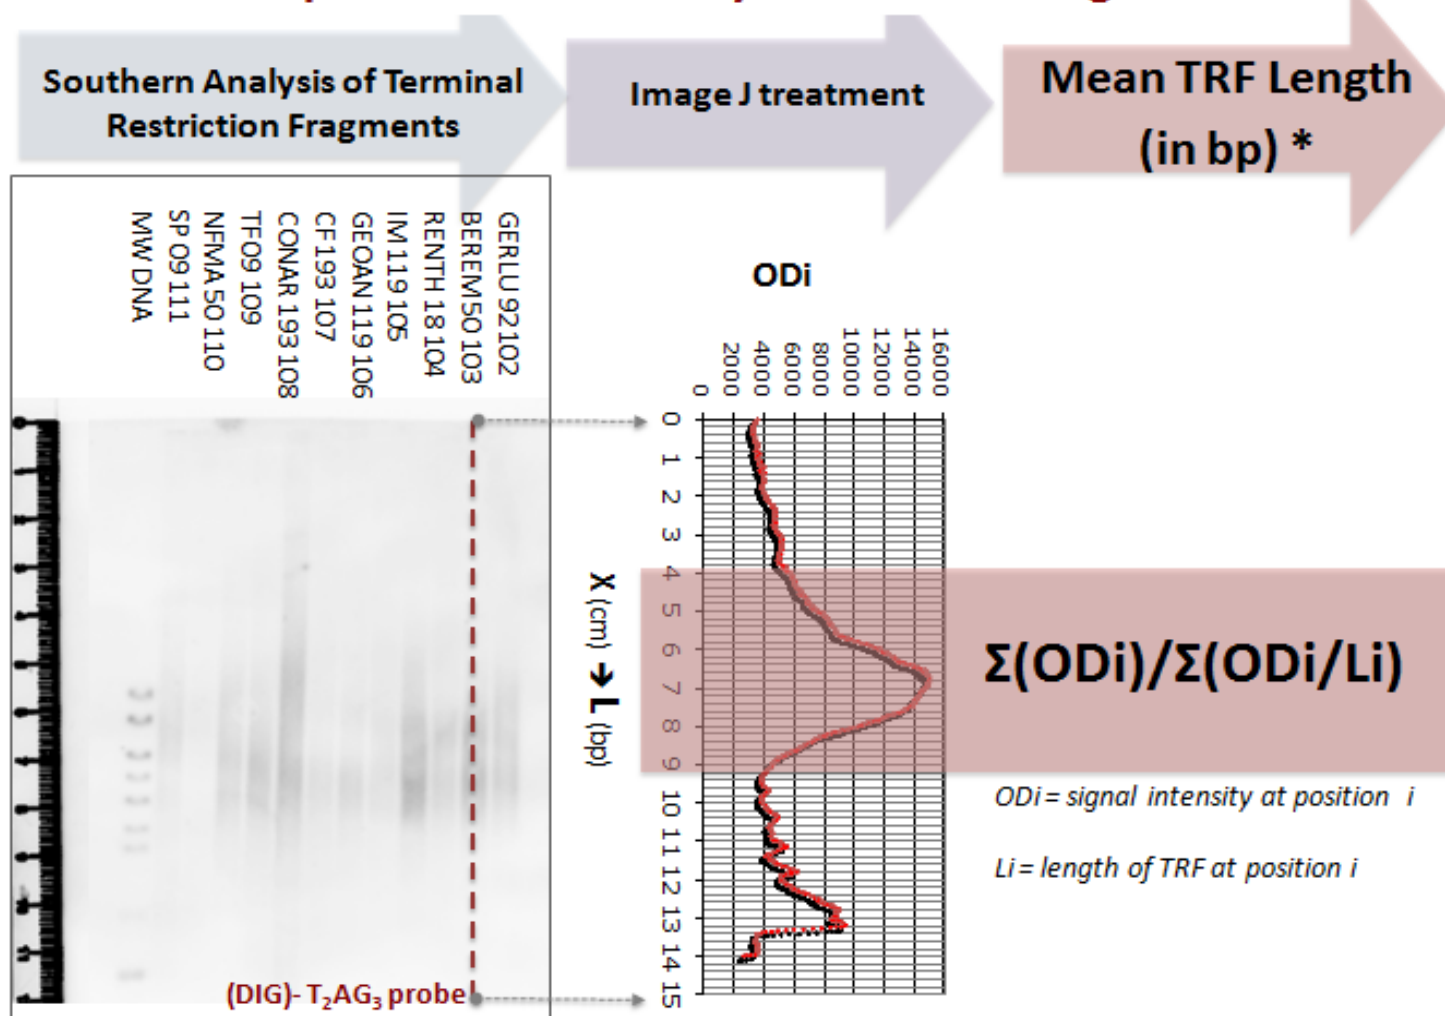 Southern Analysis of Terminal
Restriction Fragments
Image J treatment
Mean TRF Length
(in bp) *
MW DNA
SP 09 111
NFMA 50 110
TF09 109
CONAR 193 108
CF 193 107
GEOAN 119 106
IM 119 105
RENTH 18 104
BEREM50 103
GERLU 92 102
(DIG)- T₂AG₃ probe
ODi
0
2000
4000
6000
8000
10000
12000
14000
16000
0
1
2
3
4
5
6
7
8
9
10
11
12
13
14
15
X (cm) → L (bp)
Σ(ODi)/Σ(ODi/Li)
ODi = signal intensity at position i
Li = length of TRF at position i